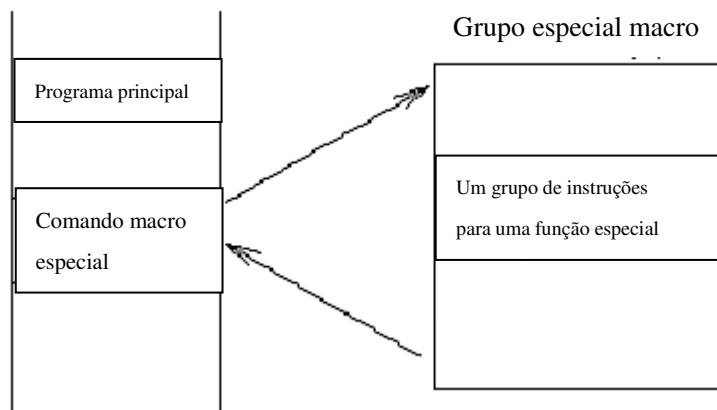 Grupo especial macro
Programa principal
Comando macro
especial
Um grupo de instruções
para uma função especial